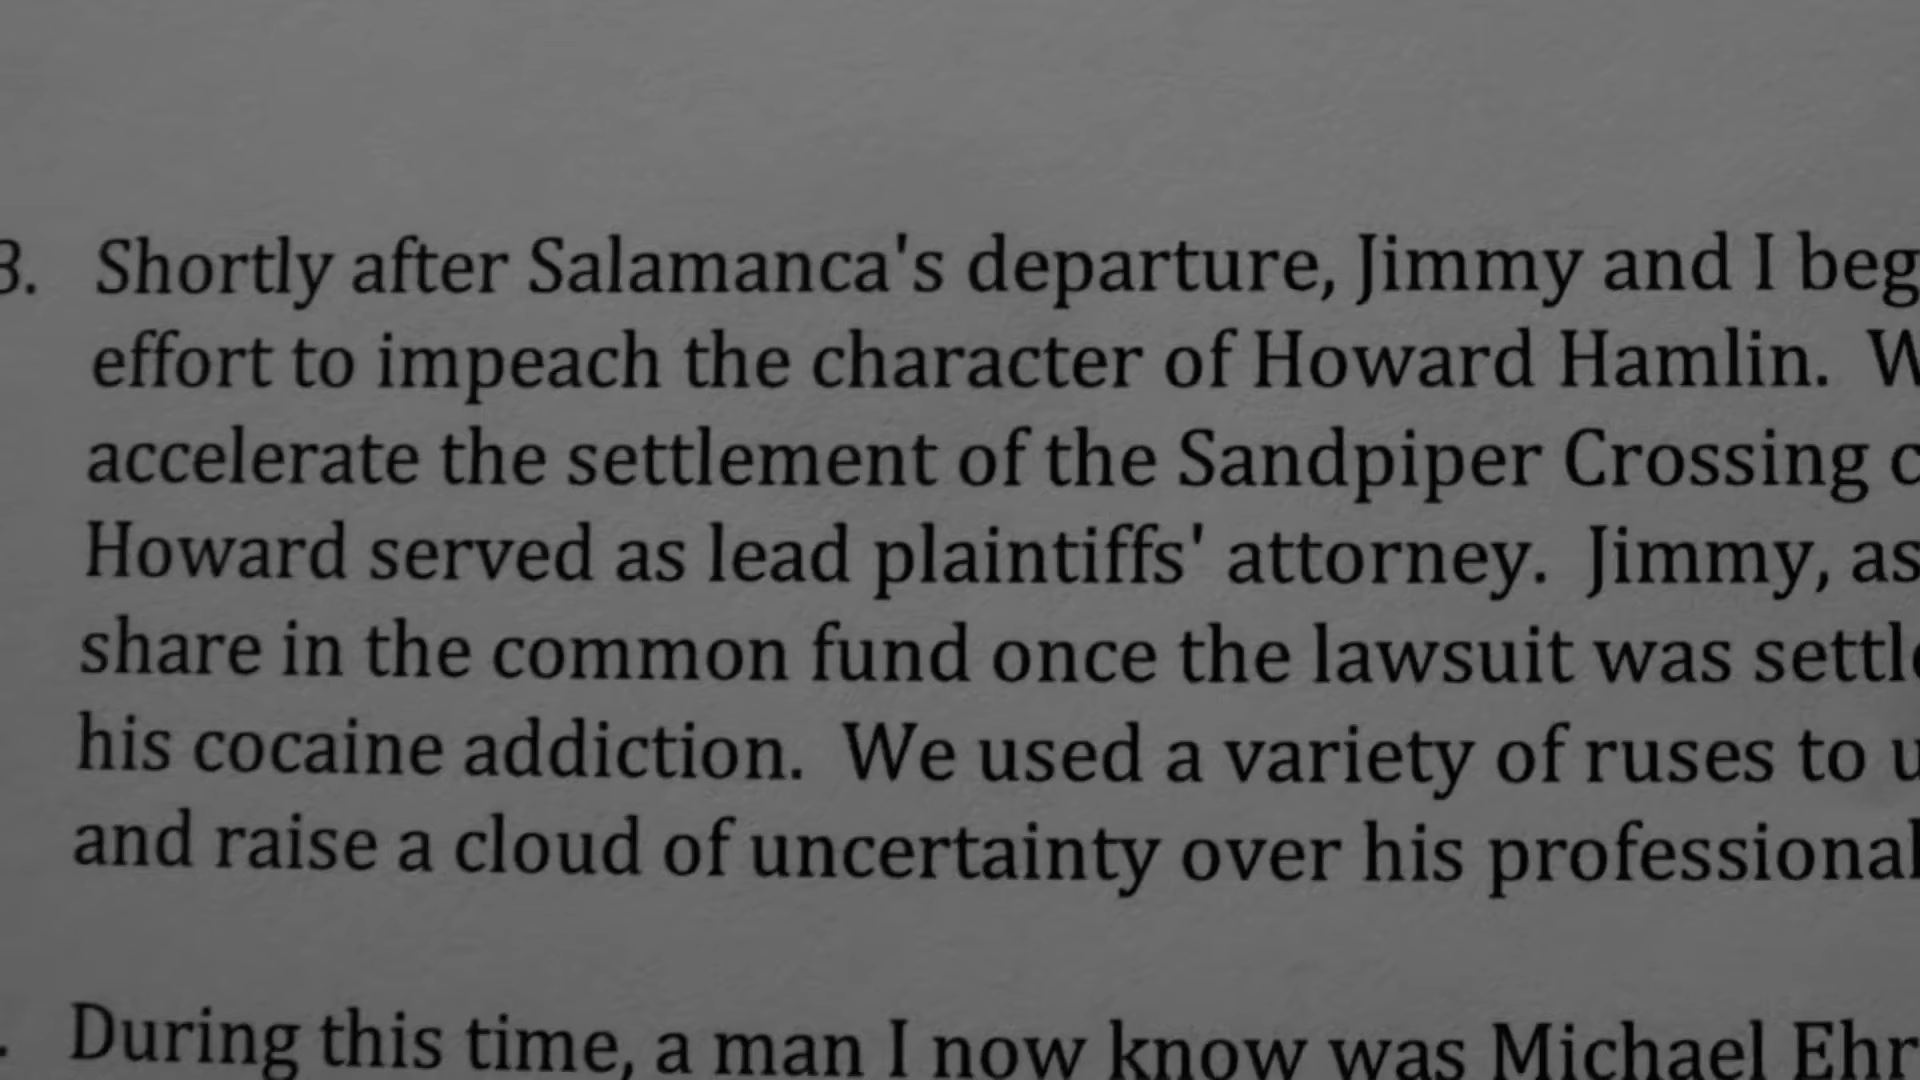 3. Shortly after Salamanca's departure, Jimmy and I beg
effort to impeach the character of Howard Hamlin. W
accelerate the settlement of the Sandpiper Crossing c
Howard served as lead plaintiffs' attorney. Jimmy, as
share in the common fund once the lawsuit was settle
his cocaine addiction. We used a variety of ruses to u
and raise a cloud of uncertainty over his professional
. During this time, a man I now know was Michael Ehr